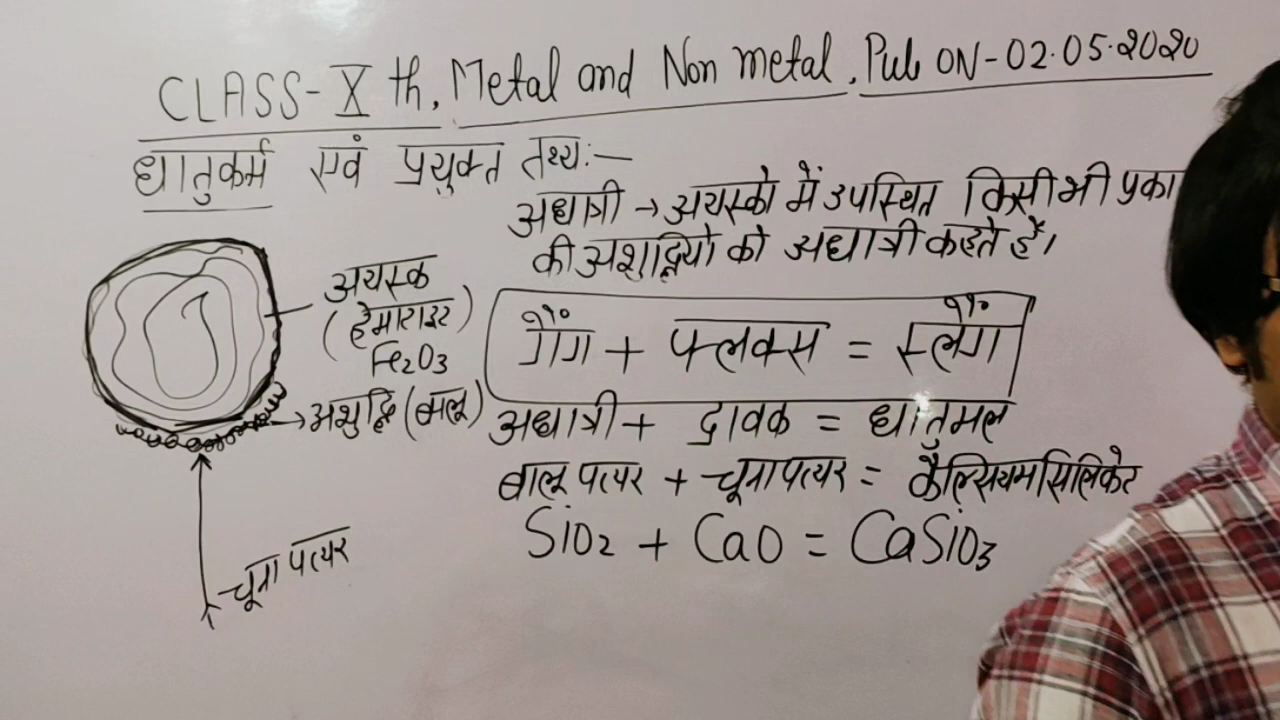 CLASS-X th, Metal and Non metal, Pub ON-02.05.2020
धातुकर्म एवं प्रयुक्त तथ्य:—
अधात्री → अयस्को में उपस्थित किसी भी प्रका
की अशुद्धियो को अधात्री कहते हैं।
अयस्क
(हेमाटाइट)
Fe₂O₃
→अशुद्धि (बालू)
चूना पत्थर
गैंग + फ्लक्स = स्लैग
अधात्री + द्रावक = धातुमल
बालू पत्थर + चूना पत्थर = कैल्सियम सिलिकेट
SiO₂ + CaO = CaSiO₃